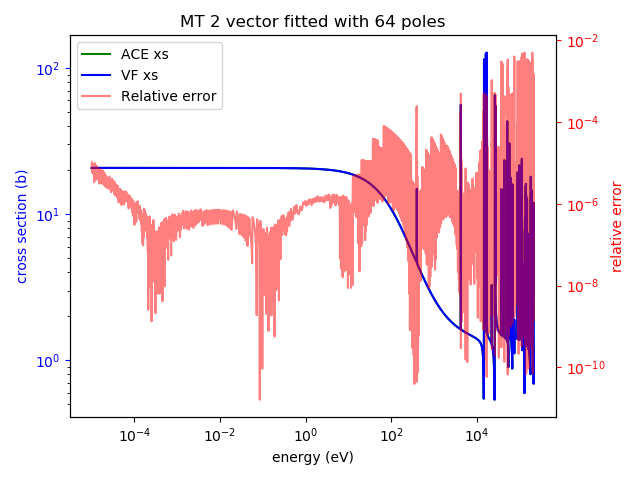 MT 2 vector fitted with 64 poles
ACE xs
VF xs
Relative error
cross section (b)
10^2
10^1
10^0
10^-2
10^-4
10^-6
10^-8
10^-10
relative error
10^-4
10^-2
10^0
10^2
10^4
energy (eV)